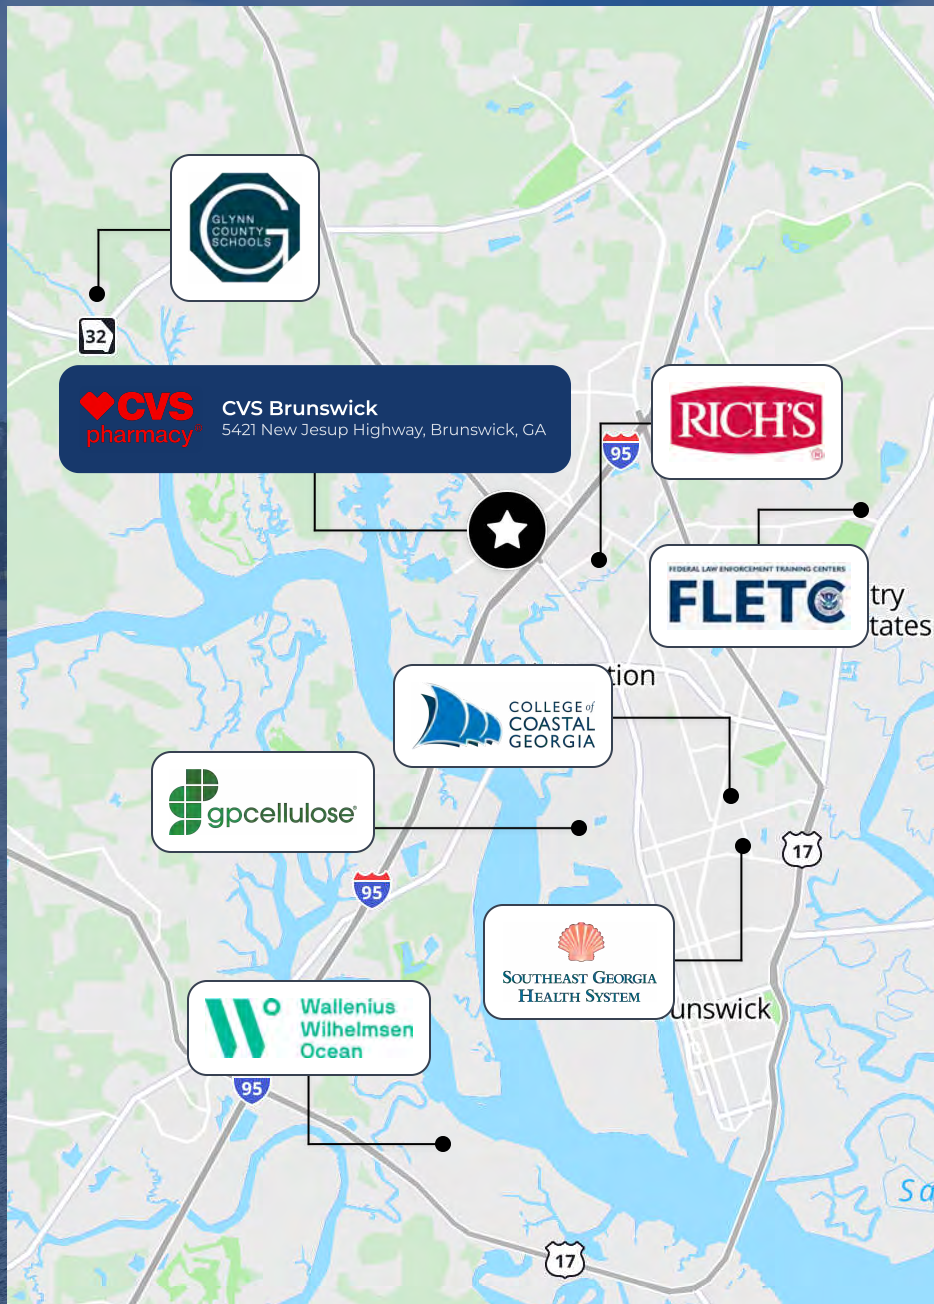 GLYNN
COUNTY
SCHOOLS
32
CVS
pharmacy
CVS Brunswick
5421 New Jesup Highway, Brunswick, GA
RICH'S
®
95
FEDERAL LAW ENFORCEMENT TRAINING CENTERS
FLETC
try
tates
tion
COLLEGE of
COASTAL
GEORGIA
gpcellulose®
17
95
SOUTHEAST GEORGIA
HEALTH SYSTEM
unswick
Wallenius
Wilhelmsen
Ocean
95
Sa
17